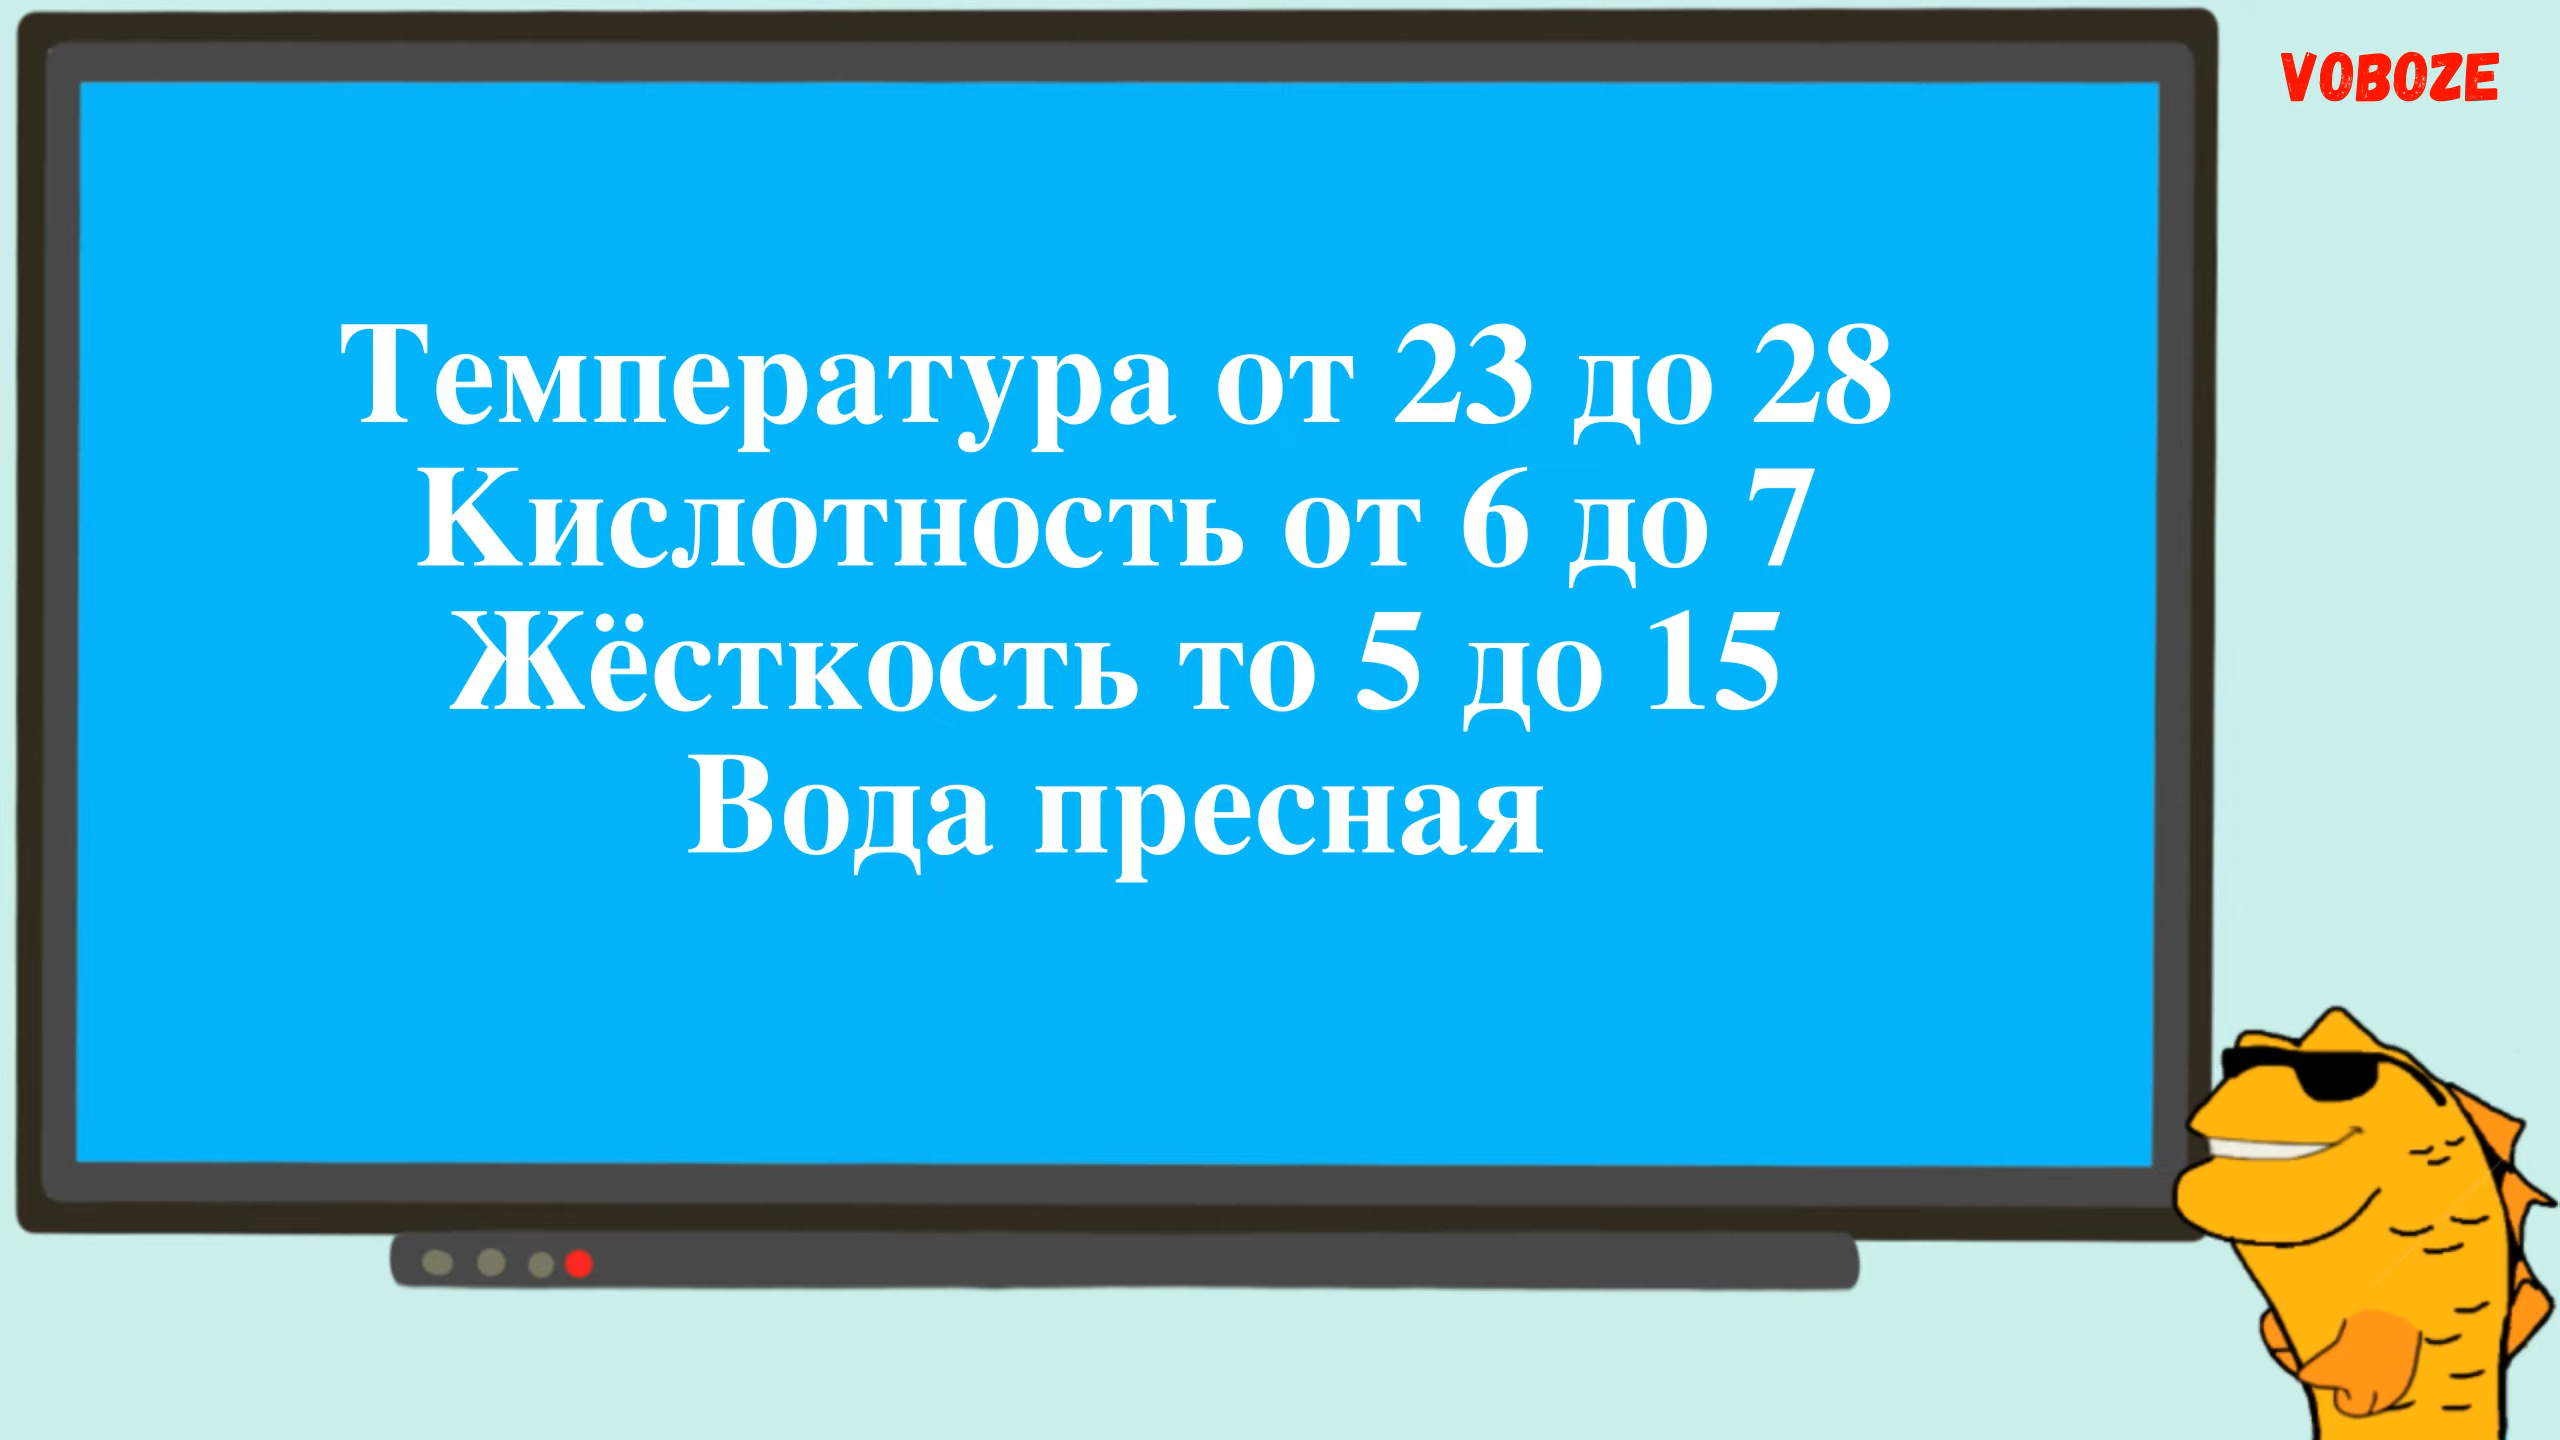 VOBOZE
Температура от 23 до 28
Кислотность от 6 до 7
Жёсткость то 5 до 15
Вода пресная